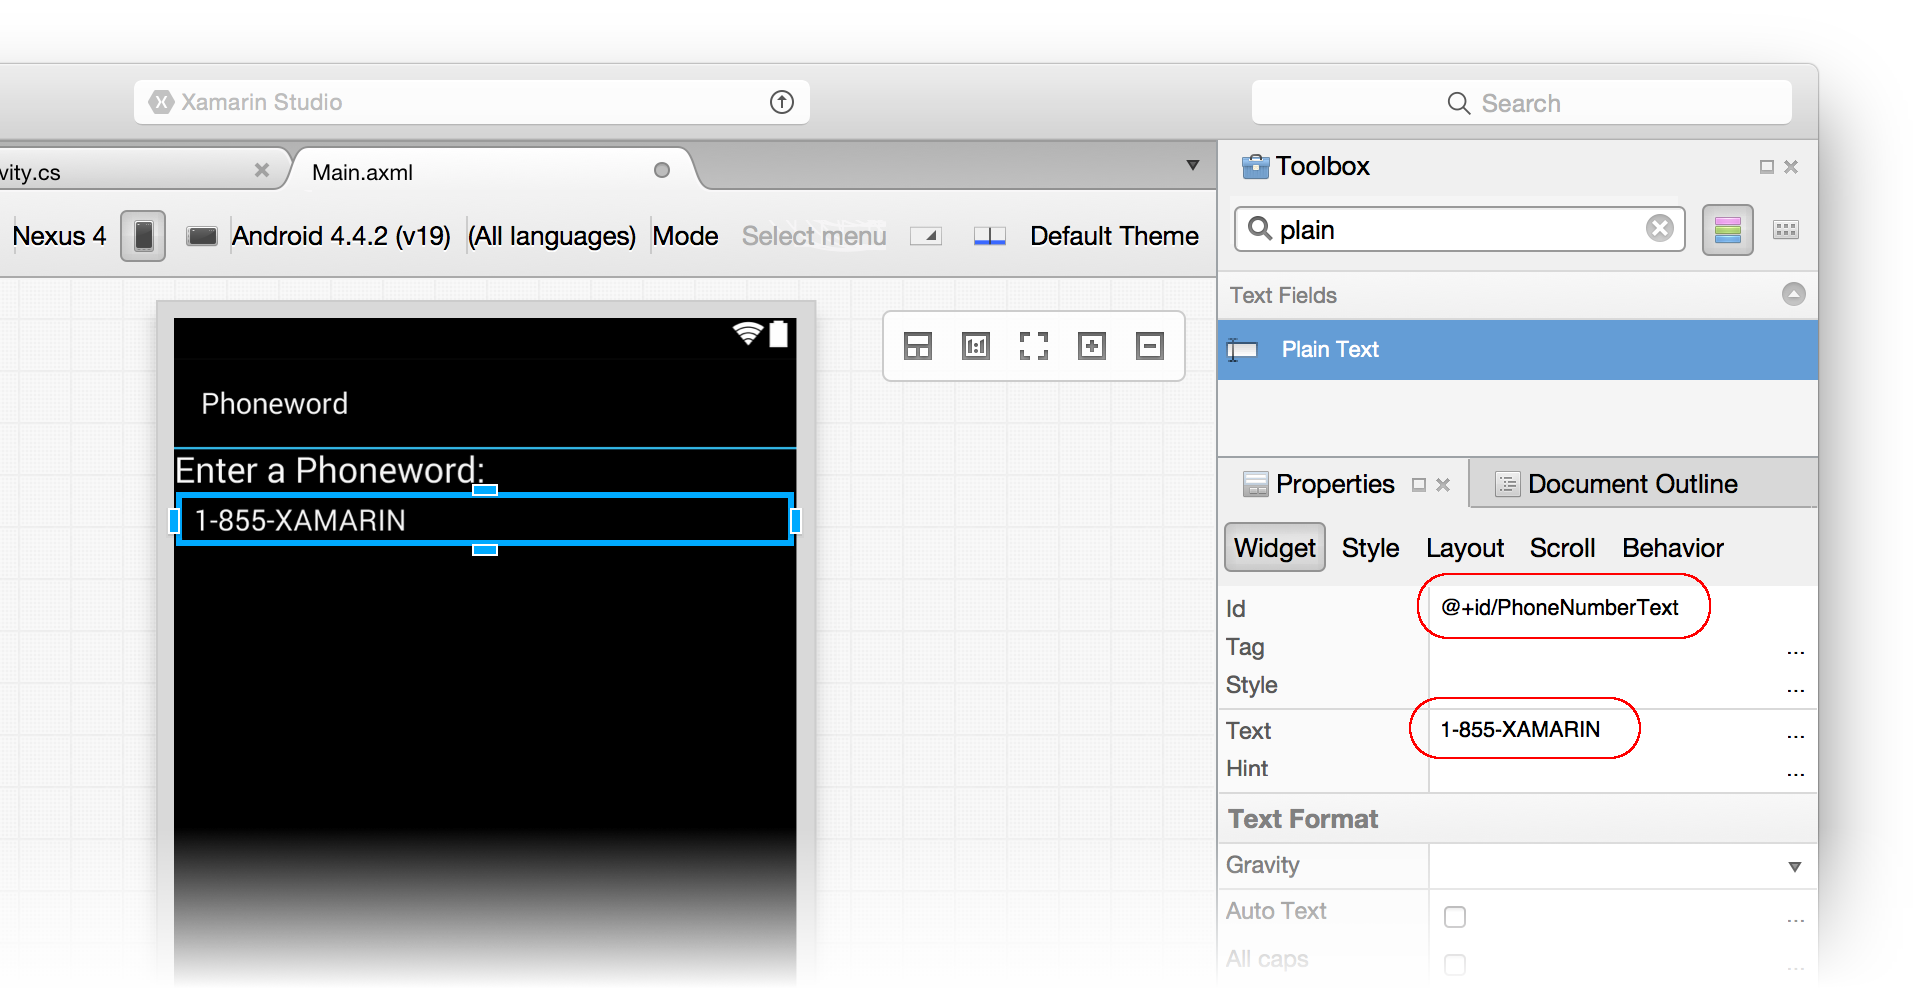 Xamarin Studio
Search
vity.cs
Main.axml
Toolbox
Nexus 4
Android 4.4.2 (v19)
(All languages)
Mode
Select menu
Default Theme
plain
Text Fields
Plain Text
1:1
Phoneword
Enter a Phoneword:
1-855-XAMARIN
Properties
Document Outline
Widget
Style
Layout
Scroll
Behavior
Id
@+id/PhoneNumberText
Tag
...
Style
...
Text
1-855-XAMARIN
...
Hint
...
Text Format
Gravity
Auto Text
...
All caps
...